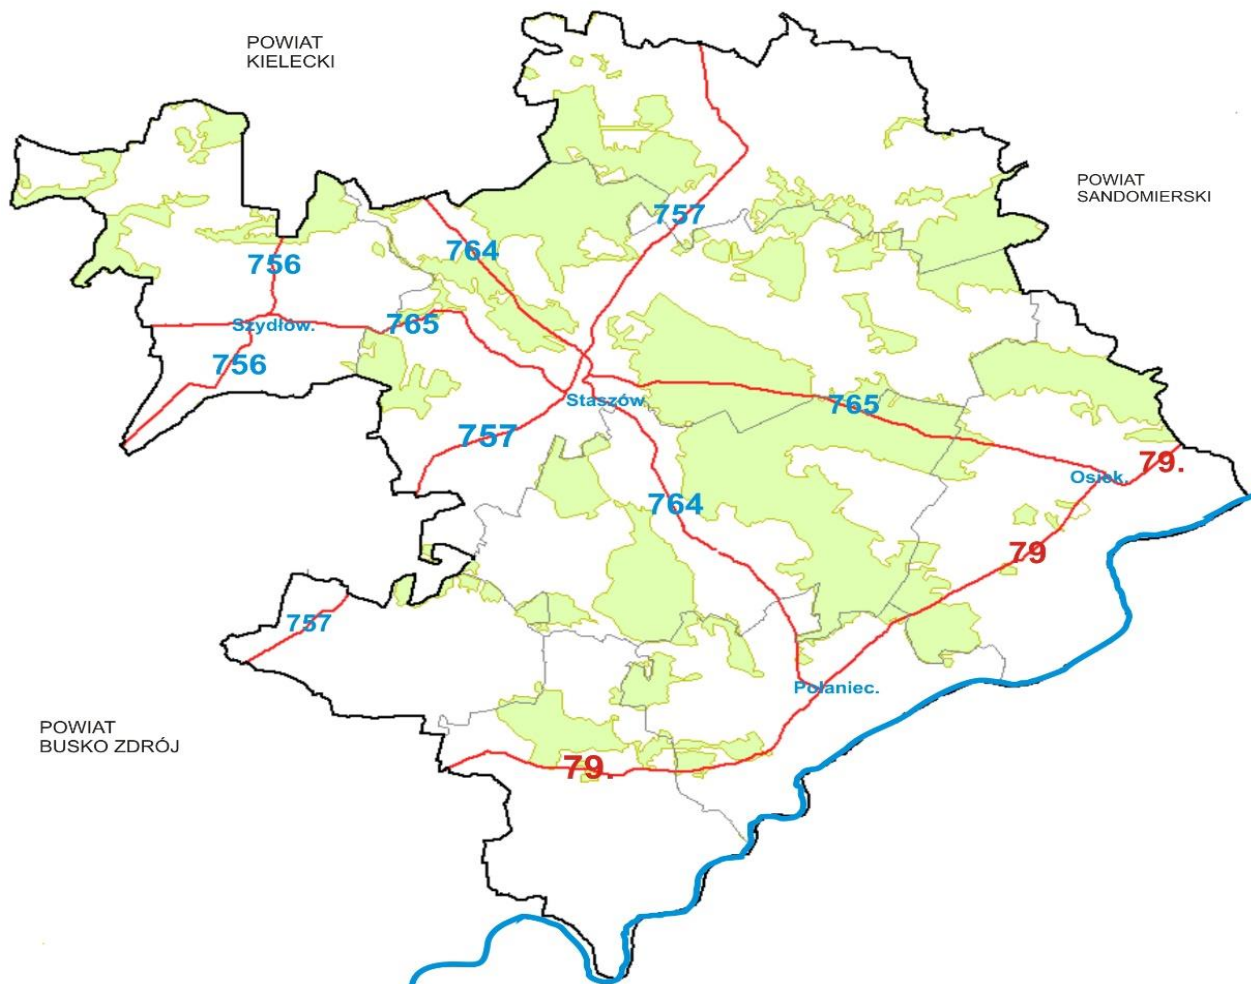 POWIAT
KIELECKI
POWIAT
SANDOMIERSKI
757
764
756
Szydłów.
765
756
Staszów
765
757
79.
Osiek.
764
79
757
Połaniec.
POWIAT
BUSKO ZDRÓJ
79.